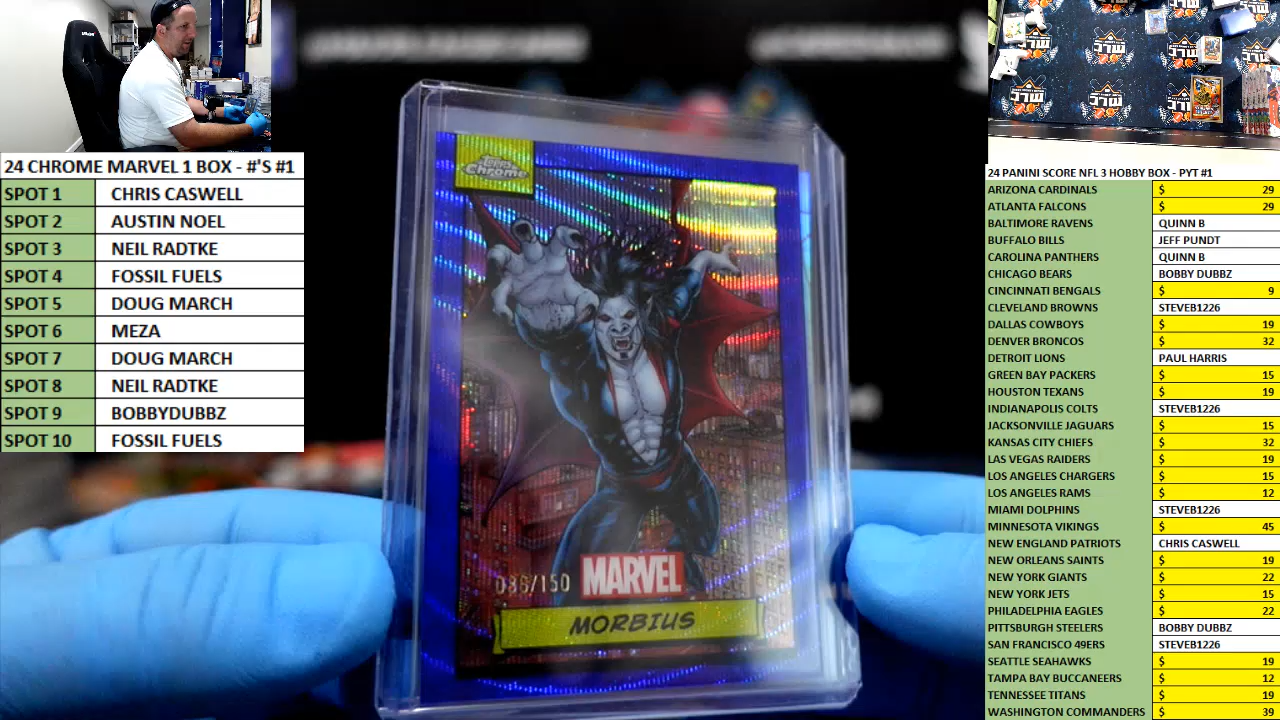 24 CHROME MARVEL 1 BOX - #'S #1
SPOT 1 CHRIS CASWELL
SPOT 2 AUSTIN NOEL
SPOT 3 NEIL RADTKE
SPOT 4 FOSSIL FUELS
SPOT 5 DOUG MARCH
SPOT 6 MEZA
SPOT 7 DOUG MARCH
SPOT 8 NEIL RADTKE
SPOT 9 BOBBYDUBBZ
SPOT 10 FOSSIL FUELS
Topps
Chrome
086/150
MARVEL
MORBIUS
24 PANINI SCORE NFL 3 HOBBY BOX - PYT #1
ARIZONA CARDINALS $ 29
ATLANTA FALCONS $ 29
BALTIMORE RAVENS QUINN B
BUFFALO BILLS JEFF PUNDT
CAROLINA PANTHERS QUINN B
CHICAGO BEARS BOBBY DUBBZ
CINCINNATI BENGALS $ 9
CLEVELAND BROWNS STEVEB1226
DALLAS COWBOYS $ 19
DENVER BRONCOS $ 32
DETROIT LIONS PAUL HARRIS
GREEN BAY PACKERS $ 15
HOUSTON TEXANS $ 19
INDIANAPOLIS COLTS STEVEB1226
JACKSONVILLE JAGUARS $ 15
KANSAS CITY CHIEFS $ 32
LAS VEGAS RAIDERS $ 19
LOS ANGELES CHARGERS $ 15
LOS ANGELES RAMS $ 12
MIAMI DOLPHINS STEVEB1226
MINNESOTA VIKINGS $ 45
NEW ENGLAND PATRIOTS CHRIS CASWELL
NEW ORLEANS SAINTS $ 19
NEW YORK GIANTS $ 22
NEW YORK JETS $ 15
PHILADELPHIA EAGLES $ 22
PITTSBURGH STEELERS BOBBY DUBBZ
SAN FRANCISCO 49ERS STEVEB1226
SEATTLE SEAHAWKS $ 19
TAMPA BAY BUCCANEERS $ 12
TENNESSEE TITANS $ 19
WASHINGTON COMMANDERS $ 39